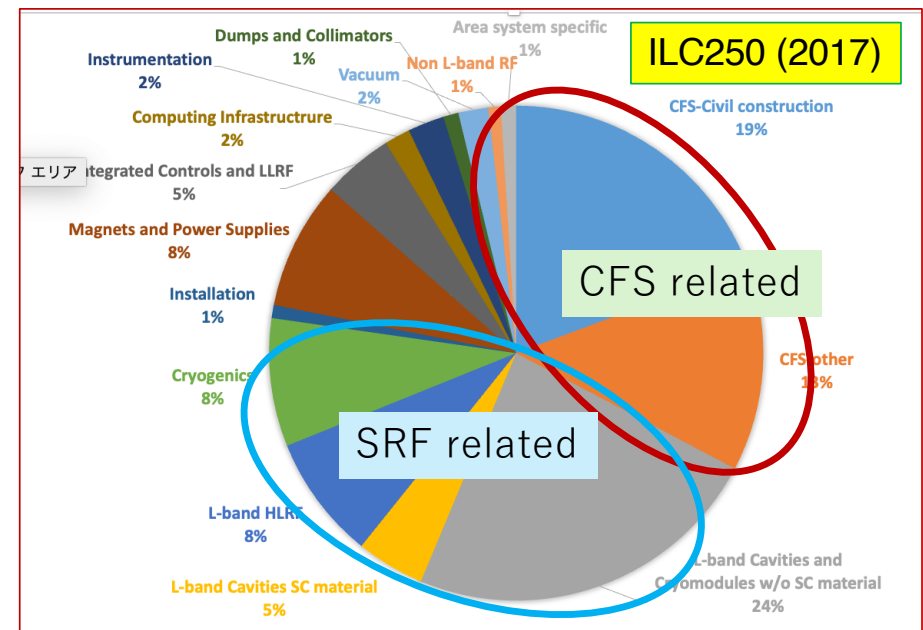 Area system specific
1%
Dumps and Collimators
1%
ILC250 (2017)
Instrumentation
2%
Non L-band RF
1%
Vacuum
2%
CFS-Civil construction
19%
Computing Infrastrcure
2%
エリア
ntegrated Controls and LLRF
5%
Magnets and Power Supplies
8%
CFS related
Installation
1%
CFS other
13%
Cryogenics
8%
SRF related
L-band HLRF
8%
L-band Cavities and
Cryomodules w/o SC material
24%
L-band Cavities SC material
5%